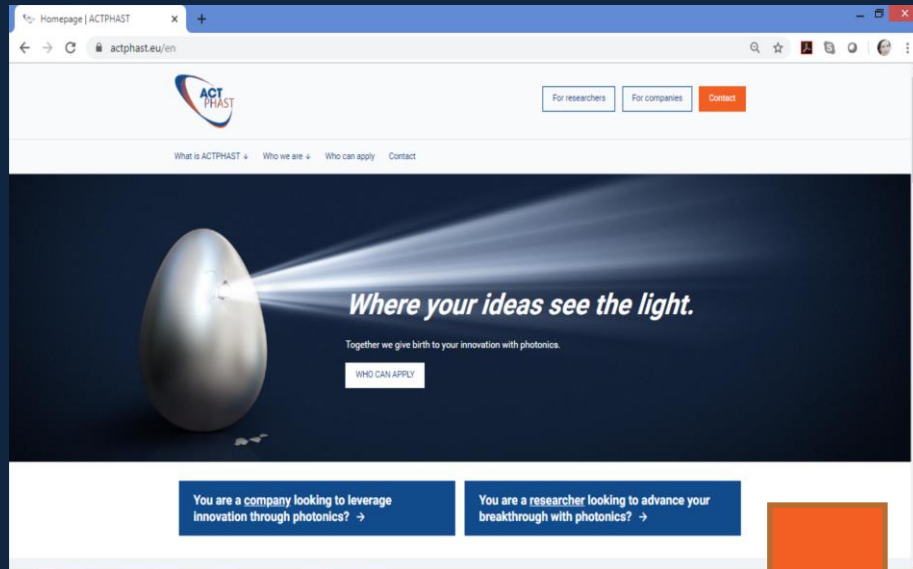 Homepage | ACTPHAST
actphast.eu/en
ACT
PHAST
For researchers
For companies
Contact
What is ACTPHAST ↓ Who we are ↓ Who can apply Contact
Where your ideas see the light.
Together we give birth to your innovation with photonics.
WHO CAN APPLY
You are a company looking to leverage
innovation through photonics? →
You are a researcher looking to advance your
breakthrough with photonics? →